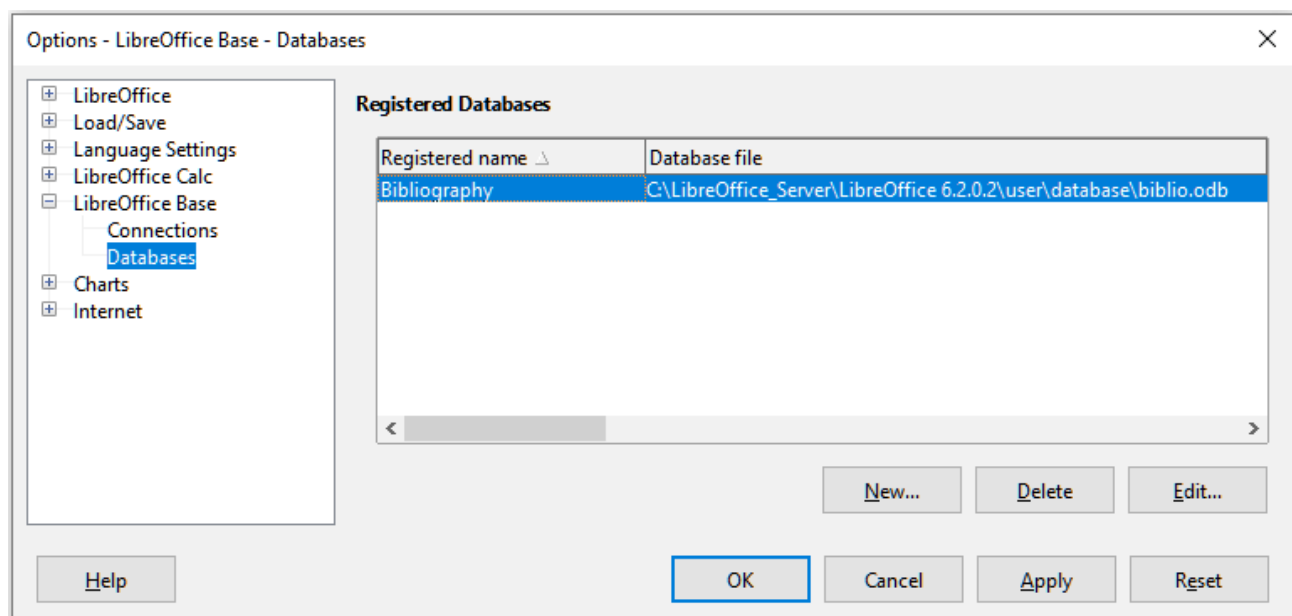 Options - LibreOffice Base - Databases
LibreOffice
Load/Save
Language Settings
LibreOffice Calc
LibreOffice Base
Connections
Databases
Charts
Internet
Registered Databases
Registered name Database file
Bibliography C:\LibreOffice_Server\LibreOffice 6.2.0.2\user\database\biblio.odb
New... Delete Edit...
Help OK Cancel Apply Reset